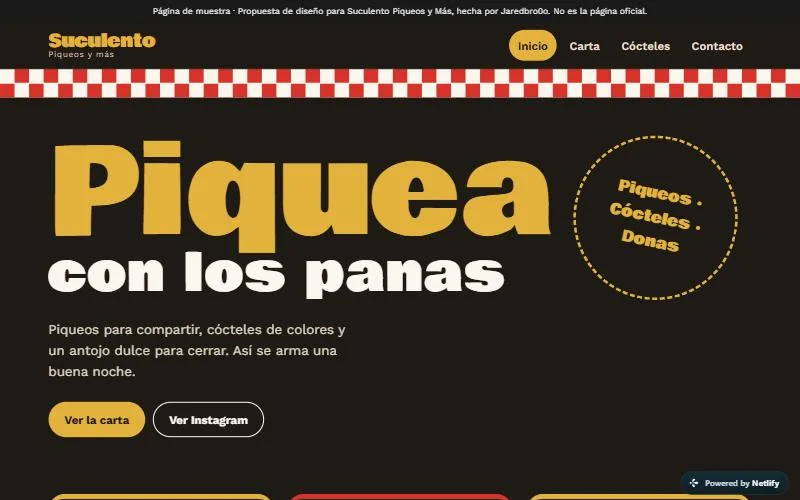 Página de muestra · Propuesta de diseño para Suculento Piqueos y Más, hecha por Jaredbro0o. No es la página oficial.
Suculento
Piqueos y más
Inicio
Carta
Cócteles
Contacto
Piquea
con los panas
Piqueos ·
Cócteles ·
Donas
Piqueos para compartir, cócteles de colores y
un antojo dulce para cerrar. Así se arma una
buena noche.
Ver la carta
Ver Instagram
Powered by Netlify